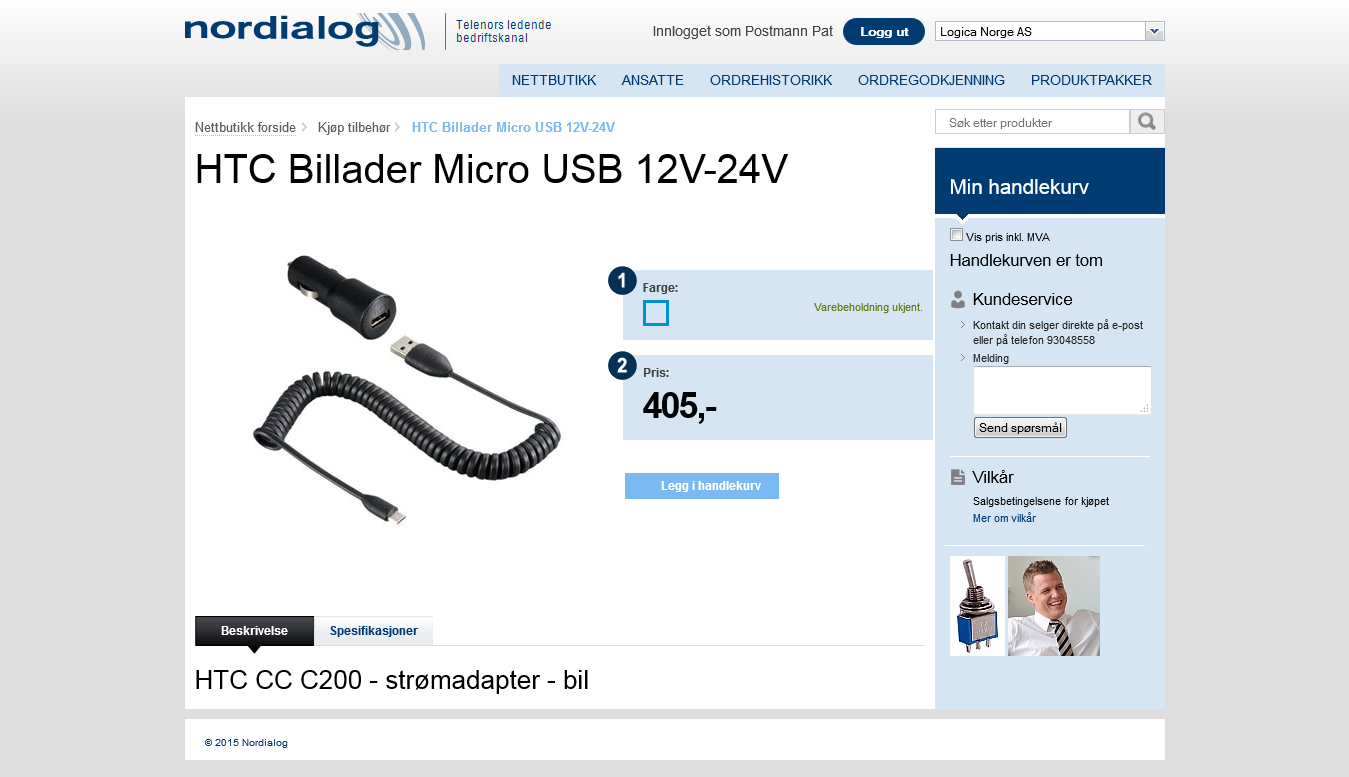 nordialog
Telenors ledende
bedriftskanal
Innlogget som Postmann Pat
Logg ut
Logica Norge AS
NETTBUTIKK
ANSATTE
ORDREHISTORIKK
ORDREGODKJENNING
PRODUKTPAKKER
Nettbutikk forside
Kjøp tilbehør
HTC Billader Micro USB 12V-24V
Søk etter produkter
HTC Billader Micro USB 12V-24V
1
Farge:
Varebeholdning ukjent.
2
Pris:
405,-
Legg i handlekurv
Min handlekurv
Vis pris inkl. MVA
Handlekurven er tom
Kundeservice
Kontakt din selger direkte på e-post
eller på telefon 93048558
Melding
Send spørsmål
Vilkår
Salgsbetingelsene for kjøpet
Mer om vilkår
Beskrivelse
Spesifikasjoner
HTC CC C200 - strømadapter - bil
© 2015 Nordialog